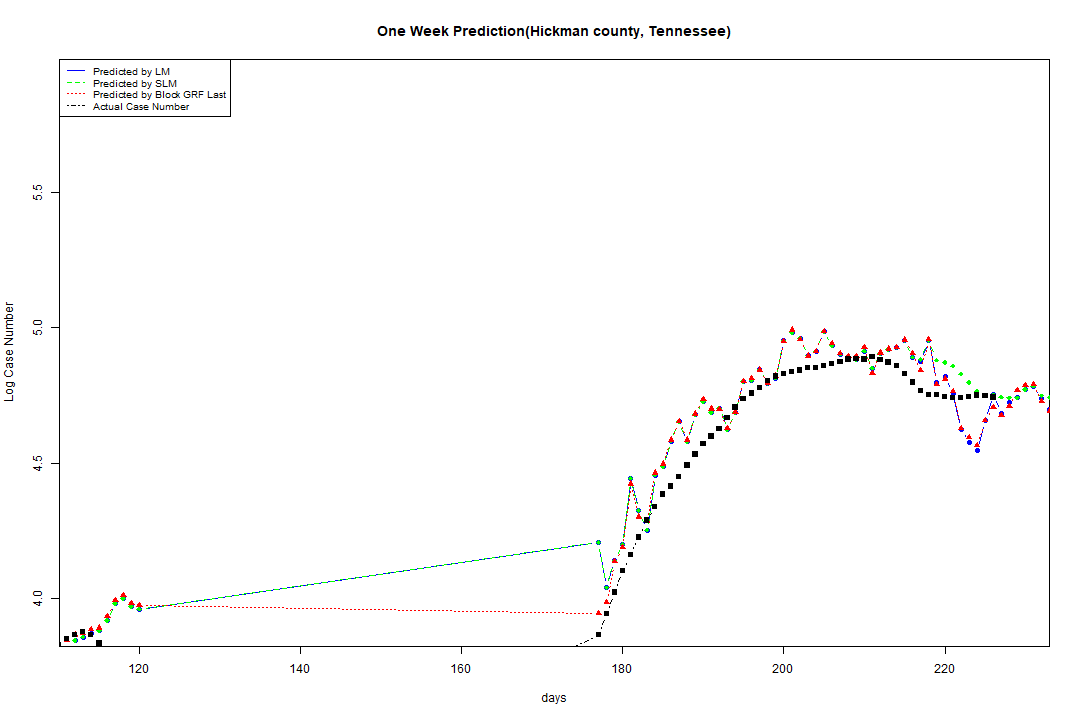 One Week Prediction(Hickman county, Tennessee)
Predicted by LM
Predicted by SLM
Predicted by Block GRF Last
Actual Case Number
5.5
5.0
4.5
4.0
Log Case Number
120 140 160 180 200 220
days